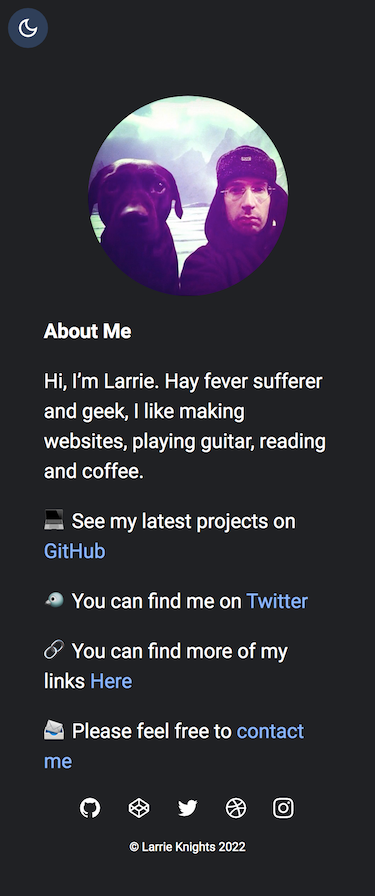 About Me
Hi, I’m Larrie. Hay fever sufferer
and geek, I like making
websites, playing guitar, reading
and coffee.
💻 See my latest projects on
GitHub
🐦 You can find me on Twitter
🔗 You can find more of my
links Here
📨 Please feel free to contact
me
© Larrie Knights 2022